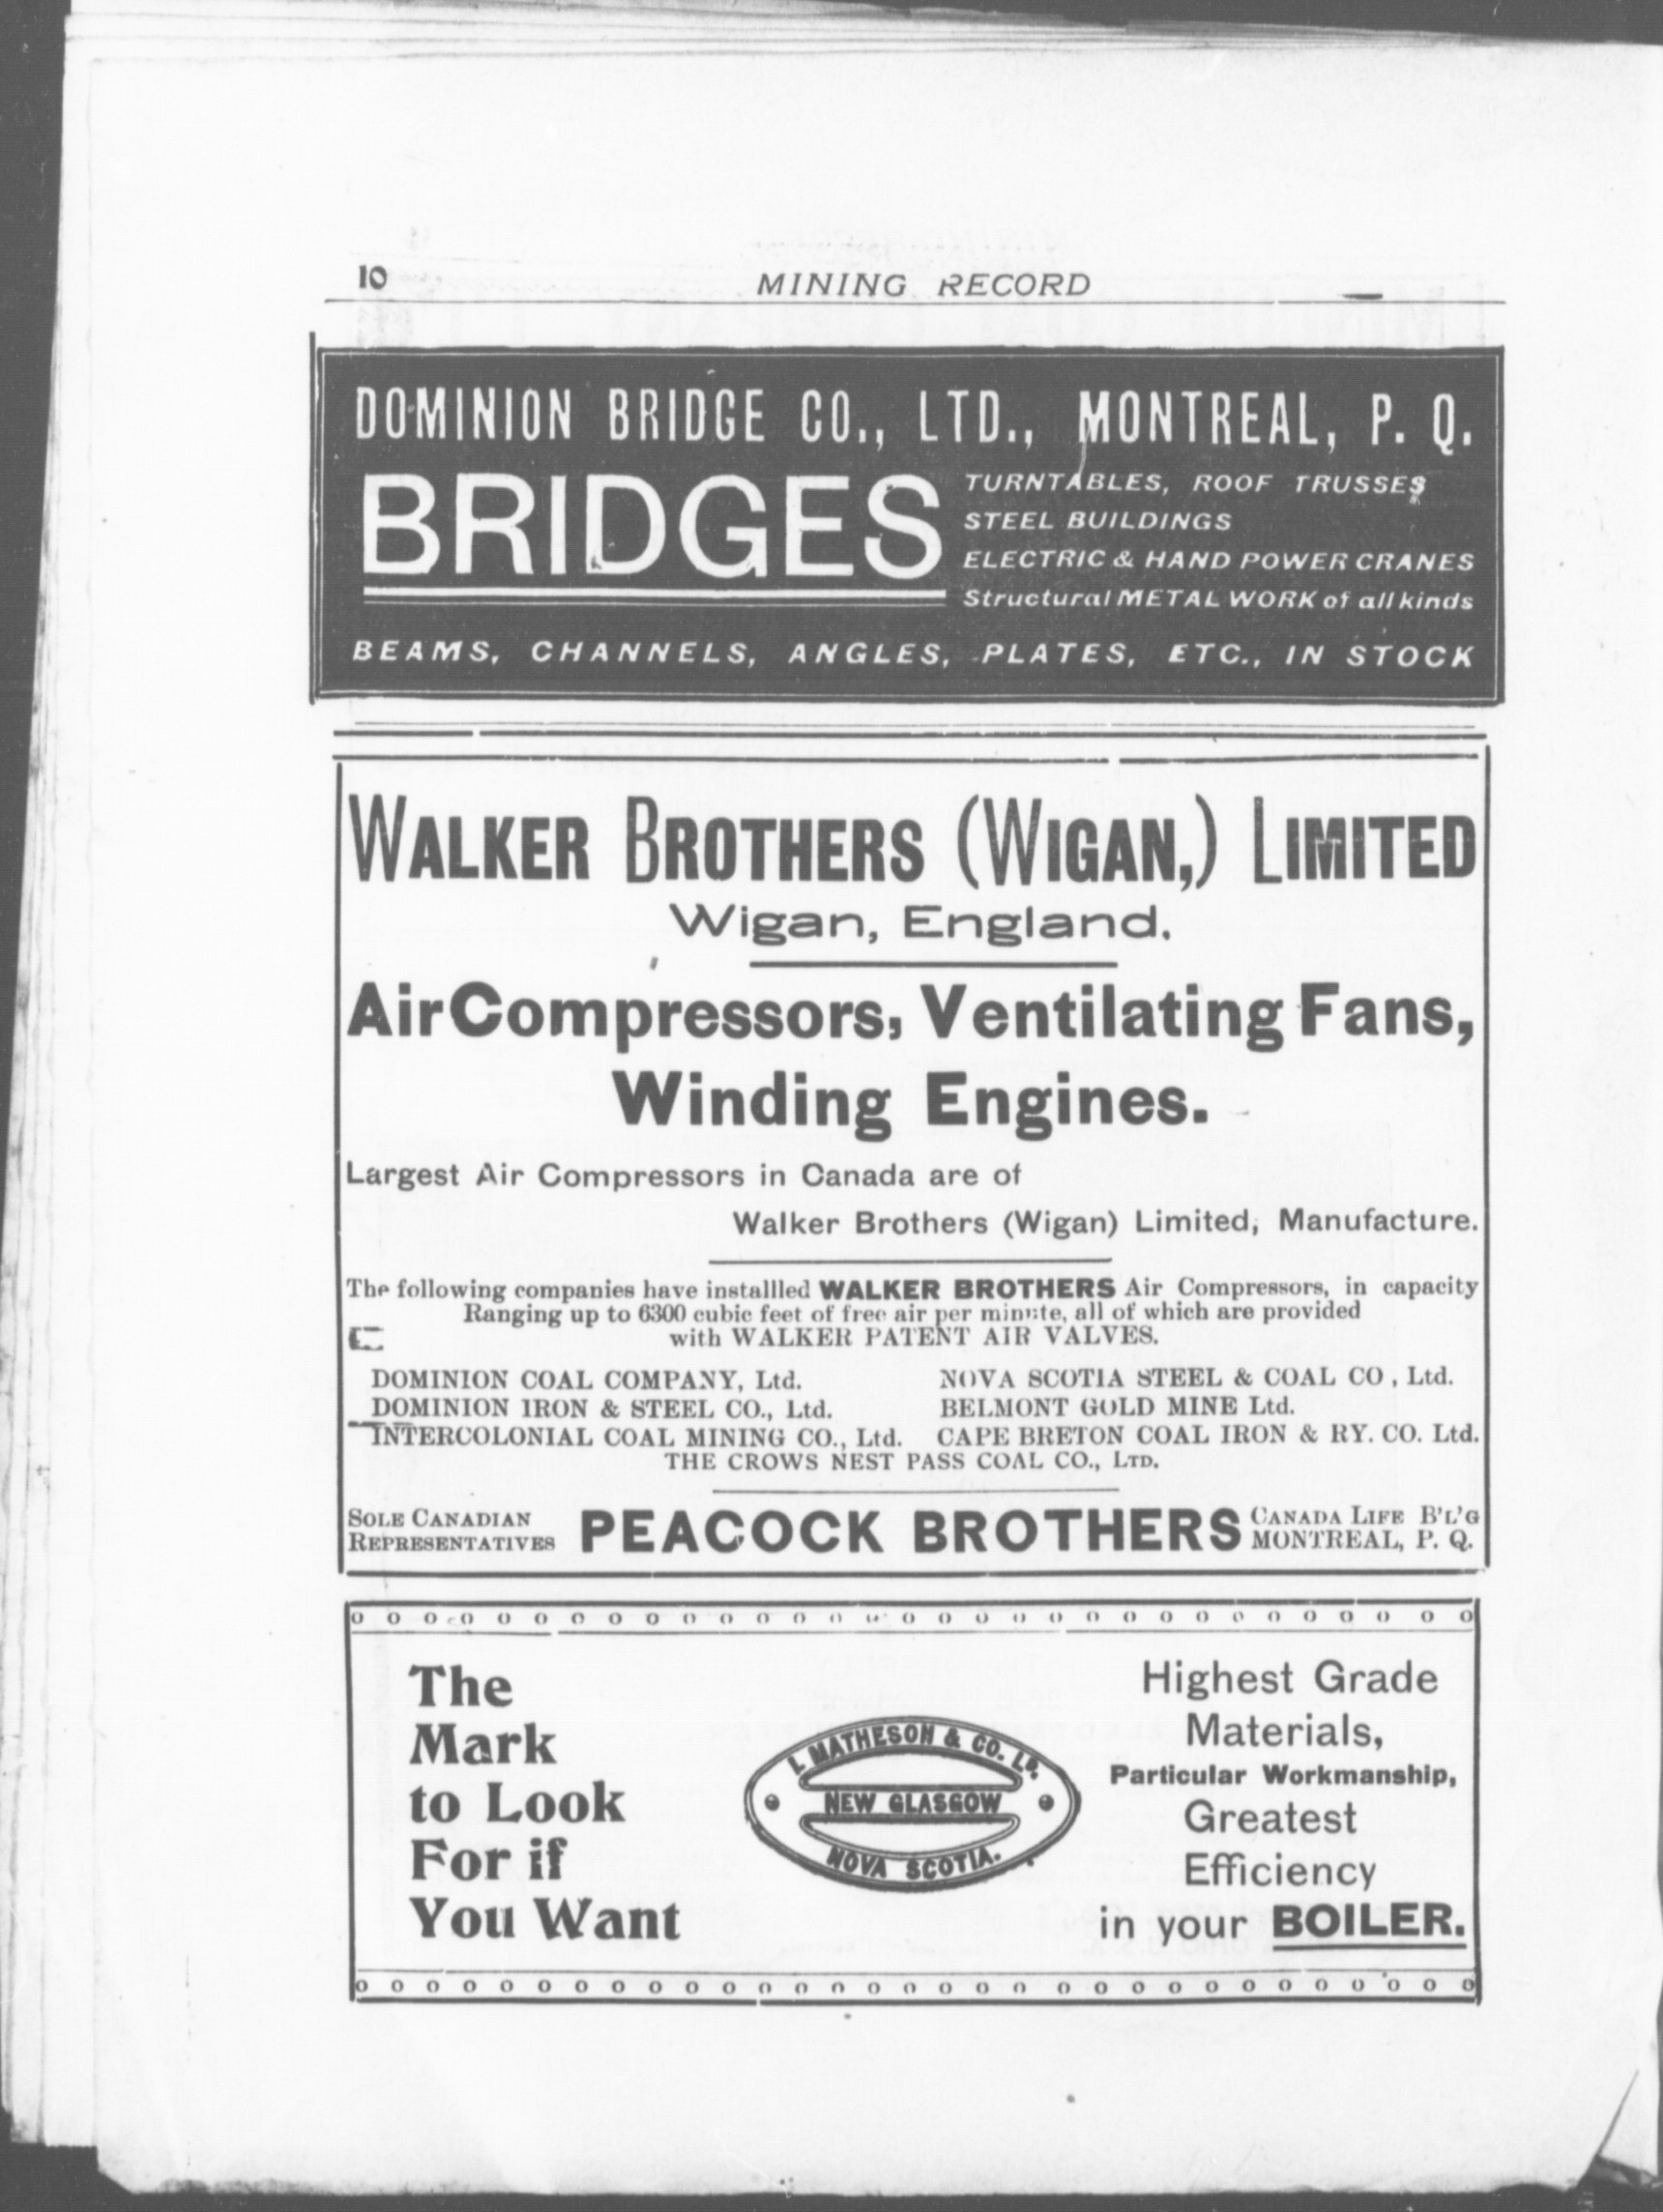 10
MINING RECORD
DOMINION BRIDGE CO., LTD., MONTREAL, P. Q.
BRIDGES
TURNTABLES, ROOF TRUSSES
STEEL BUILDINGS
ELECTRIC & HAND POWER CRANES
Structural METAL WORK of all kinds
BEAMS, CHANNELS, ANGLES, PLATES, ETC., IN STOCK
WALKER BROTHERS (WIGAN,) LIMITED
Wigan, England.
Air Compressors, Ventilating Fans,
Winding Engines.
Largest Air Compressors in Canada are of
Walker Brothers (Wigan) Limited, Manufacture.
The following companies have installled WALKER BROTHERS Air Compressors, in capacity
Ranging up to 6300 cubic feet of free air per minute, all of which are provided
with WALKER PATENT AIR VALVES.
DOMINION COAL COMPANY, Ltd.
NOVA SCOTIA STEEL & COAL CO , Ltd.
DOMINION IRON & STEEL CO., Ltd.
BELMONT GOLD MINE Ltd.
INTERCOLONIAL COAL MINING CO., Ltd.
CAPE BRETON COAL IRON & RY. CO. Ltd.
THE CROWS NEST PASS COAL CO., LTD.
SOLE CANADIAN
REPRESENTATIVES
PEACOCK BROTHERS
CANADA LIFE B'L'G
MONTREAL, P. Q.
The
Mark
to Look
For if
You Want
I. MATHESON & CO. LD.
NEW GLASGOW
NOVA SCOTIA.
Highest Grade
Materials,
Particular Workmanship,
Greatest
Efficiency
in your BOILER.